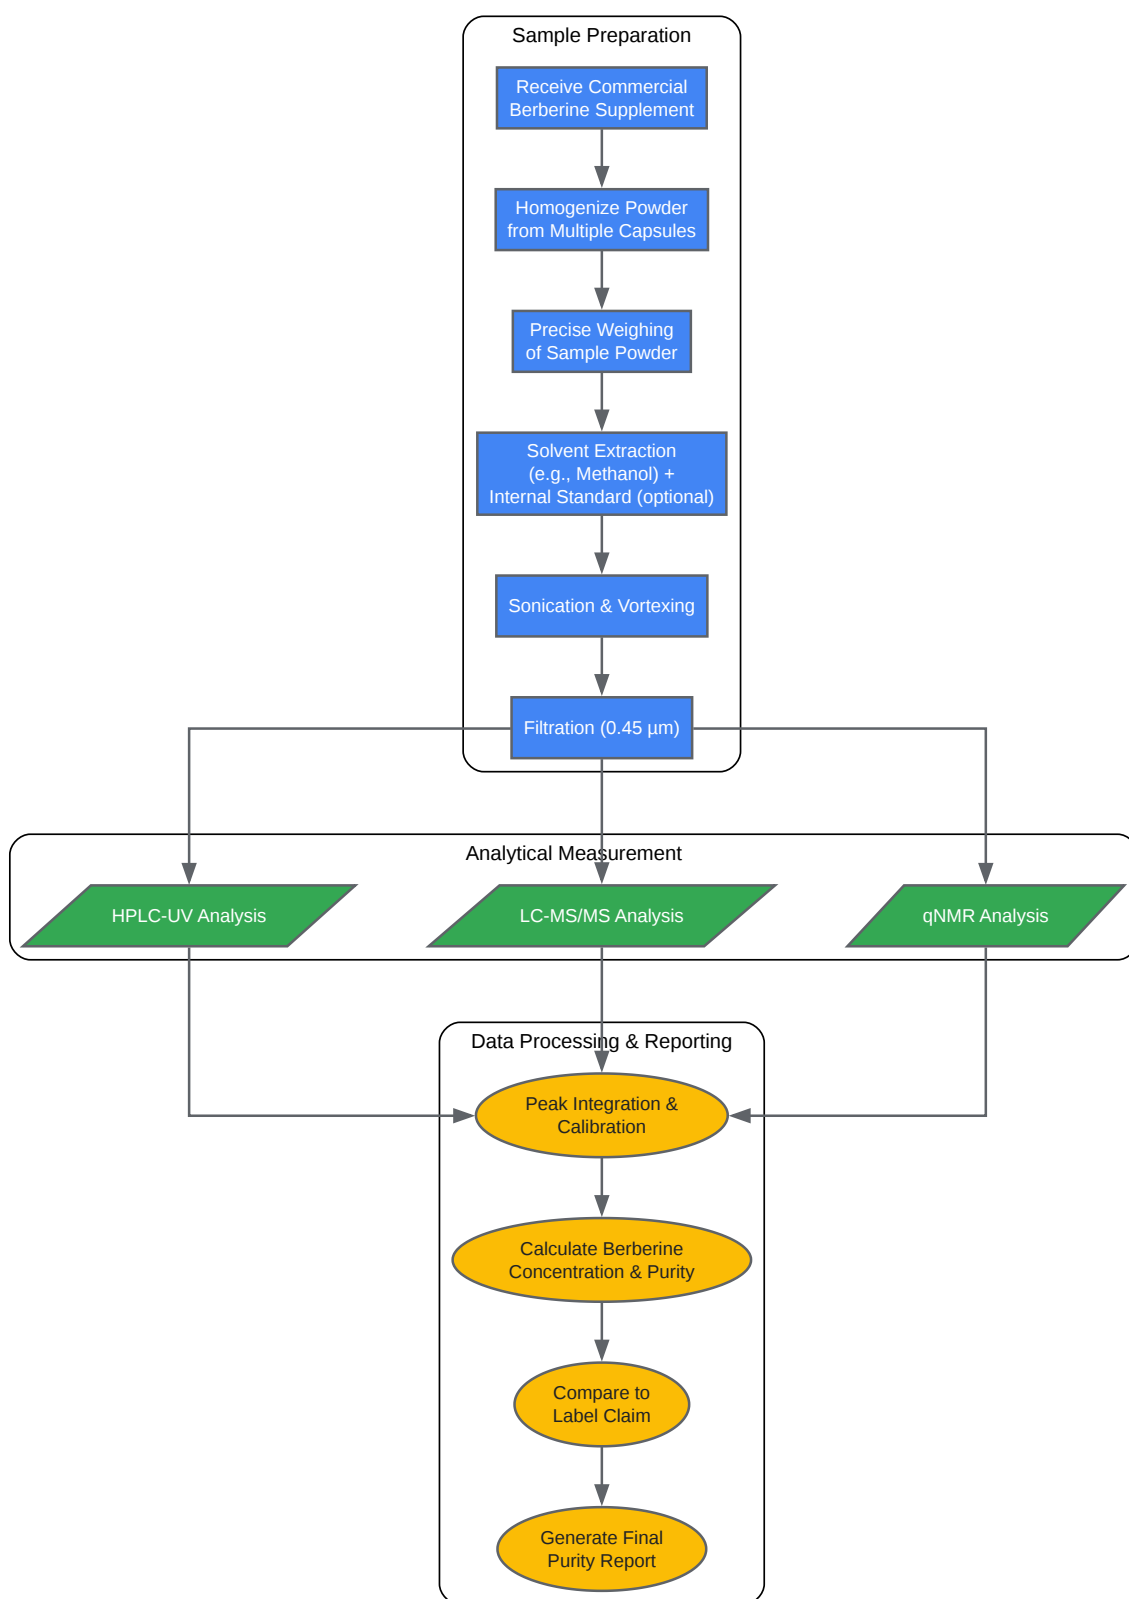 Sample Preparation
Receive Commercial
Berberine Supplement
Homogenize Powder
from Multiple Capsules
Precise Weighing
of Sample Powder
Solvent Extraction
(e.g., Methanol) +
Internal Standard (optional)
Sonication & Vortexing
Filtration (0.45 µm)
Analytical Measurement
HPLC-UV Analysis
LC-MS/MS Analysis
qNMR Analysis
Data Processing & Reporting
Peak Integration &
Calibration
Calculate Berberine
Concentration & Purity
Compare to
Label Claim
Generate Final
Purity Report